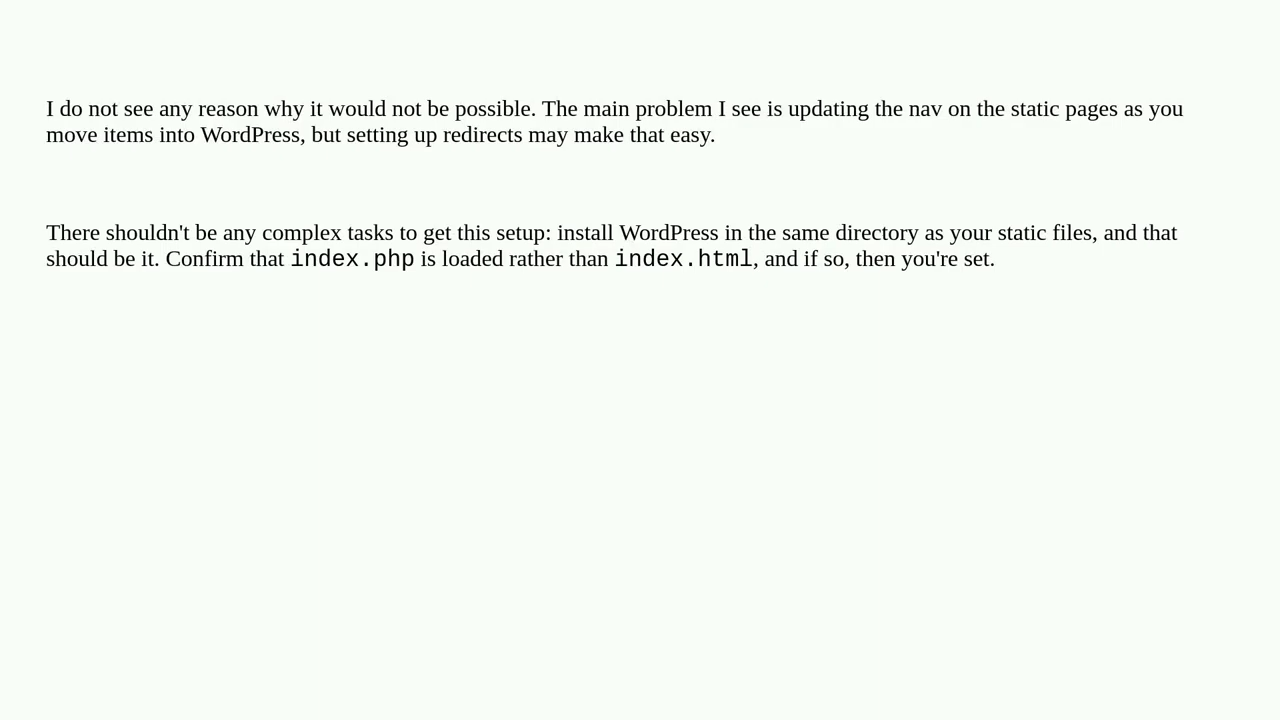 I do not see any reason why it would not be possible. The main problem I see is updating the nav on the static pages as you
move items into WordPress, but setting up redirects may make that easy.
There shouldn't be any complex tasks to get this setup: install WordPress in the same directory as your static files, and that
should be it. Confirm that index.php is loaded rather than index.html, and if so, then you're set.